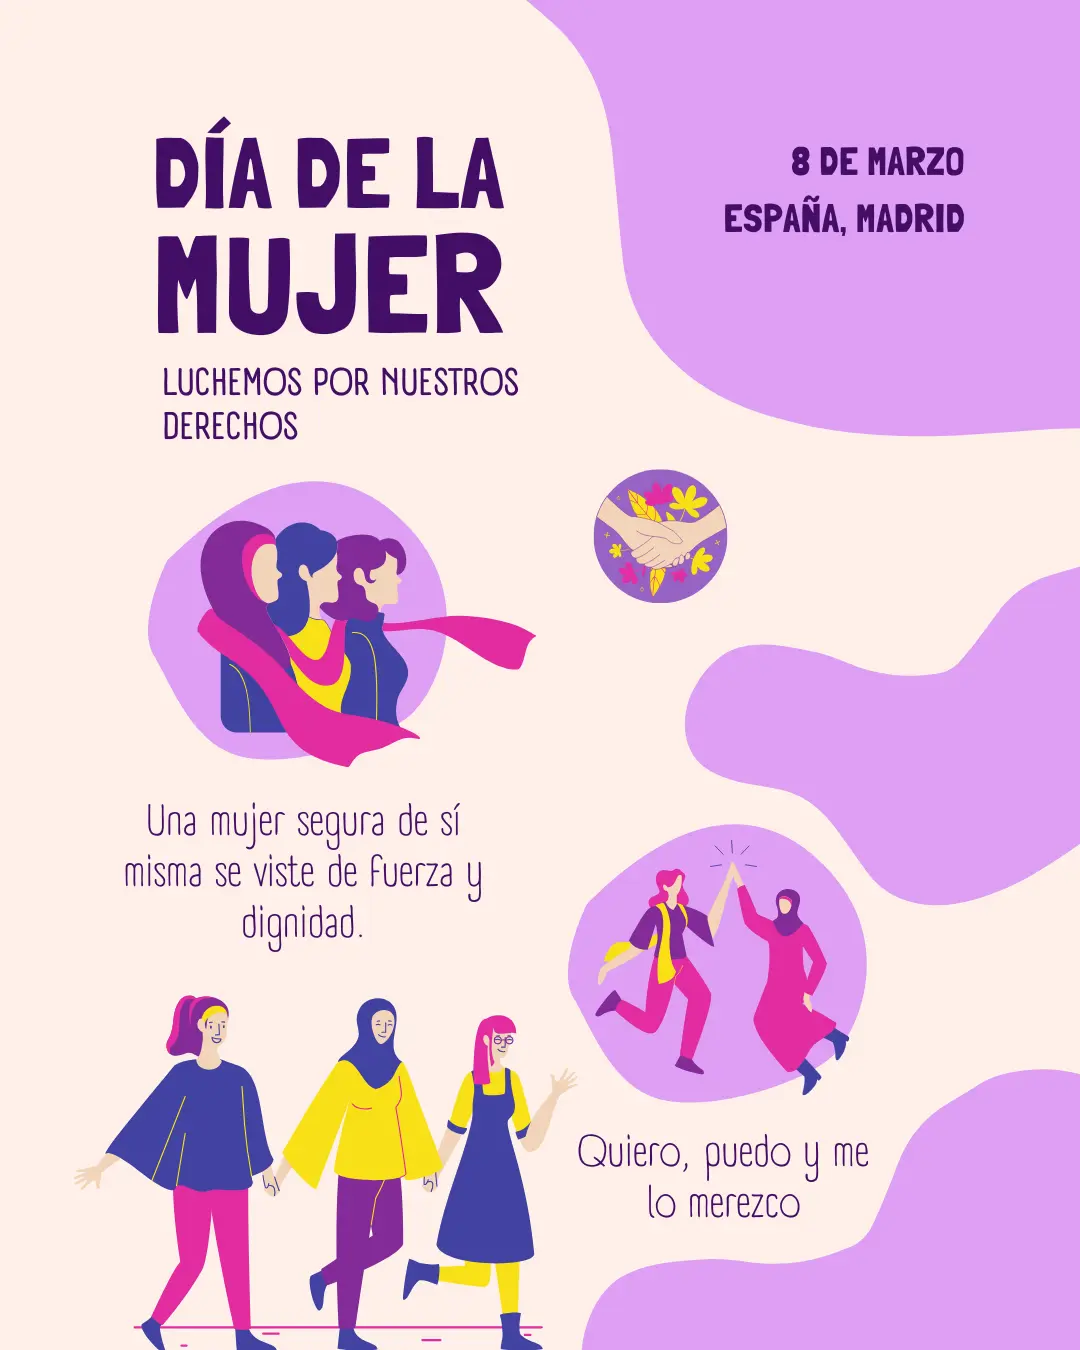 DÍA DE LA
MUJER
LUCHEMOS POR NUESTROS
DERECHOS
8 DE MARZO
ESPAÑA, MADRID
Una mujer segura de sí
misma se viste de fuerza y
dignidad.
Quiero, puedo y me
lo merezco